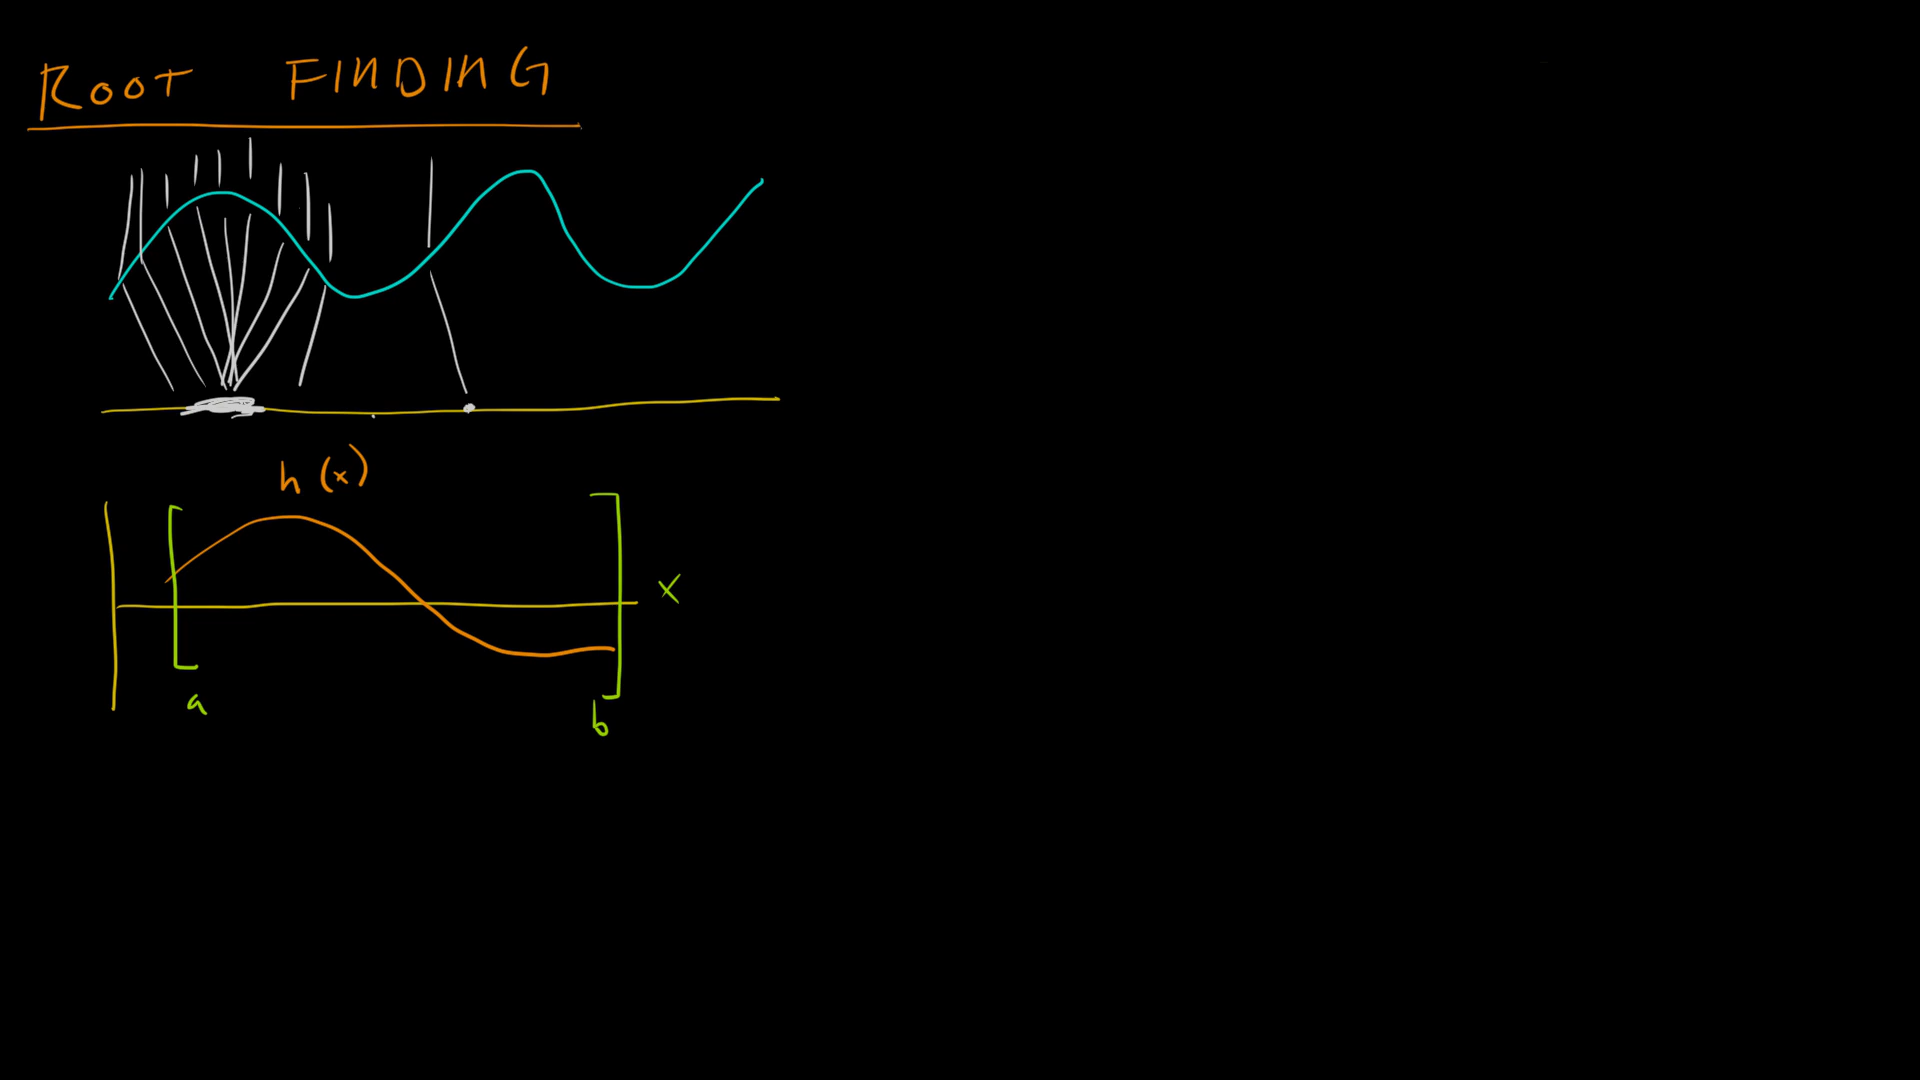 ROOT FINDING
h (x)
x
a
b